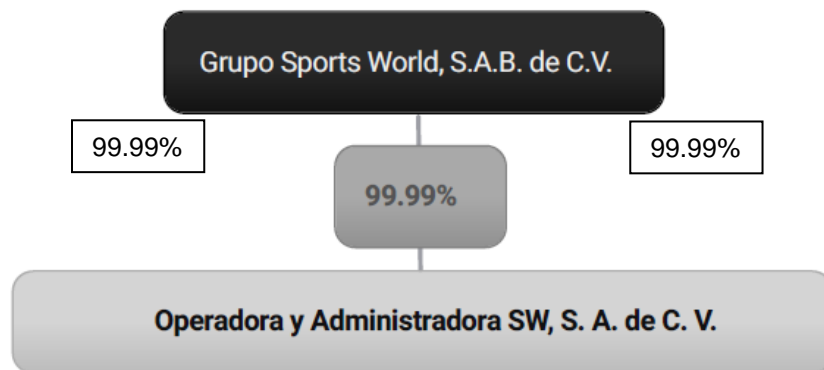 Grupo Sports World, S.A.B. de C.V.
99.99%
99.99%
99.99%
Operadora y Administradora SW, S. A. de C. V.